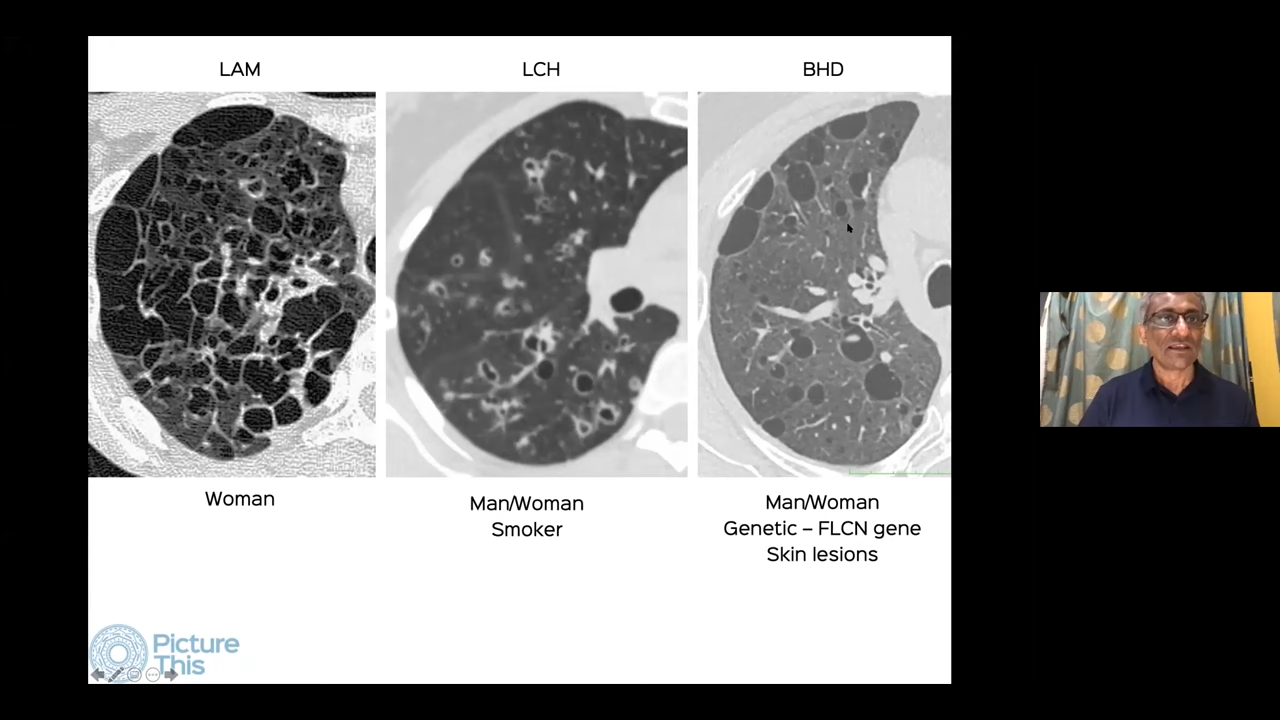 LAM
LCH
BHD
Woman
Man/Woman
Smoker
Man/Woman
Genetic – FLCN gene
Skin lesions
Picture
This